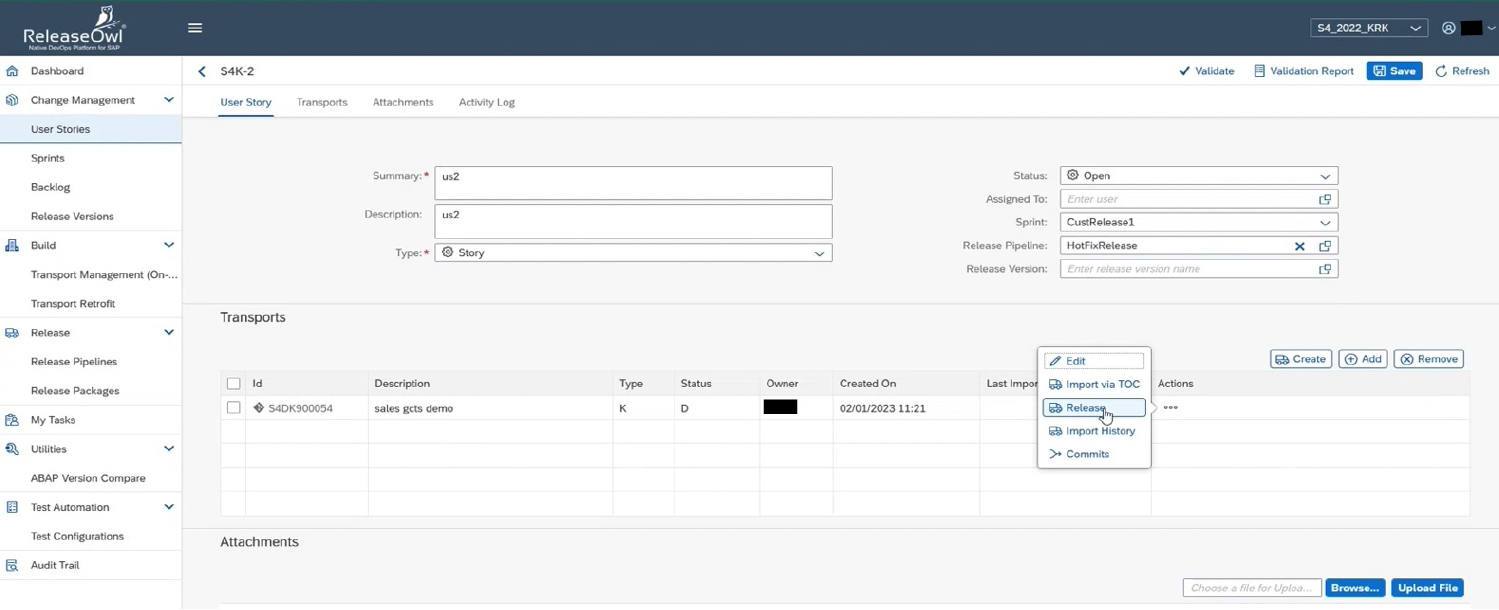 ReleaseOwl
Native DevOps Platform for SAP
S4_2022_KRK
Dashboard
Change Management
User Stories
Sprints
Backlog
Release Versions
Build
Transport Management (On-...
Transport Retrofit
Release
Release Pipelines
Release Packages
My Tasks
Utilities
ABAP Version Compare
Test Automation
Test Configurations
Audit Trail
S4K-2
Validate Validation Report Save Refresh
User Story Transports Attachments Activity Log
Summary:* us2
Description: us2
Type:* Story
Status: Open
Assigned To: Enter user
Sprint: CustRelease1
Release Pipeline: HotFixRelease
Release Version: Enter release version name
Transports
Create Add Remove
Id Description Type Status Owner Created On Last Impor Actions
S4DK900054 sales gcts demo K D 02/01/2023 11:21
Edit
Import via TOC
Release
Import History
Commits
Attachments
Choose a file for Uploa... Browse... Upload File